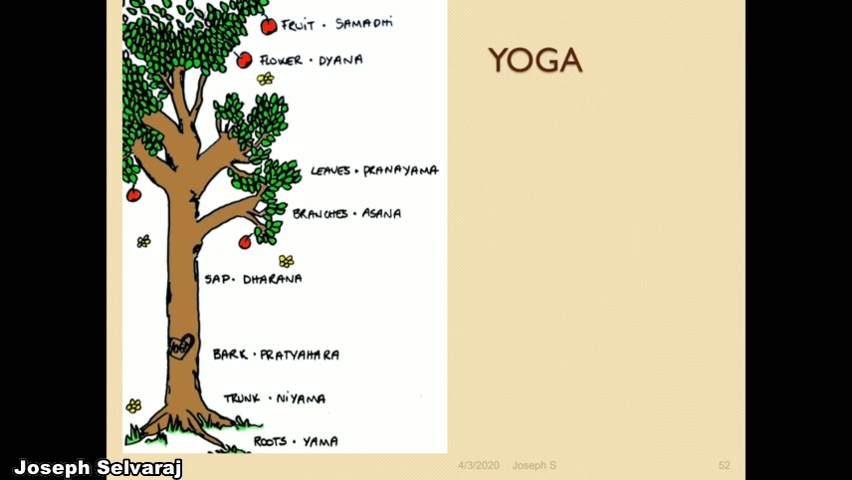 FRUIT · SAMADHI
FLOWER · DYANA
YOGA
LEAVES · PRANAYAMA
BRANCHES · ASANA
SAP · DHARANA
BARK · PRATYAHARA
TRUNK · NIYAMA
ROOTS · YAMA
4/3/2020 Joseph S 52
Joseph Selvaraj